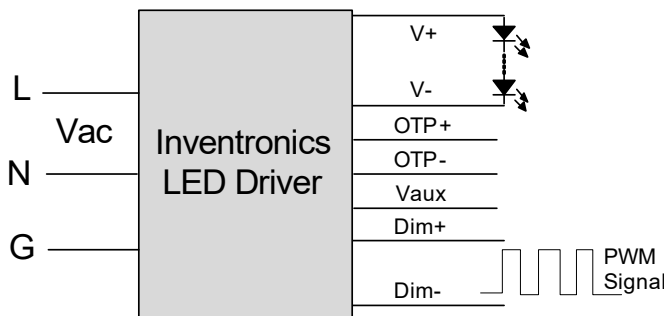 L
Vac
N
G
Inventronics
LED Driver
V+
V-
OTP+
OTP-
Vaux
Dim+
Dim-
PWM
Signal